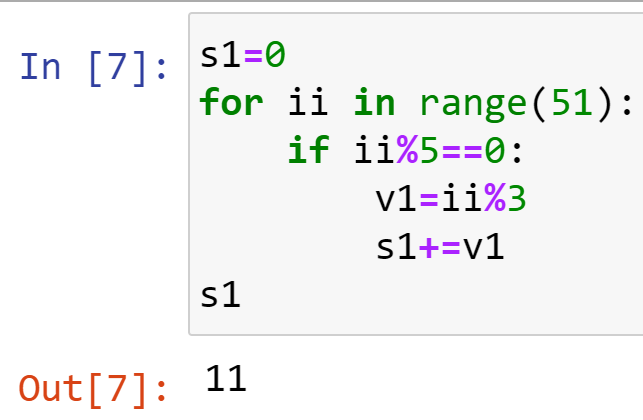 In [7]: s1=0
for ii in range(51):
    if ii%5==0:
        v1=ii%3
        s1+=v1
s1
Out[7]: 11